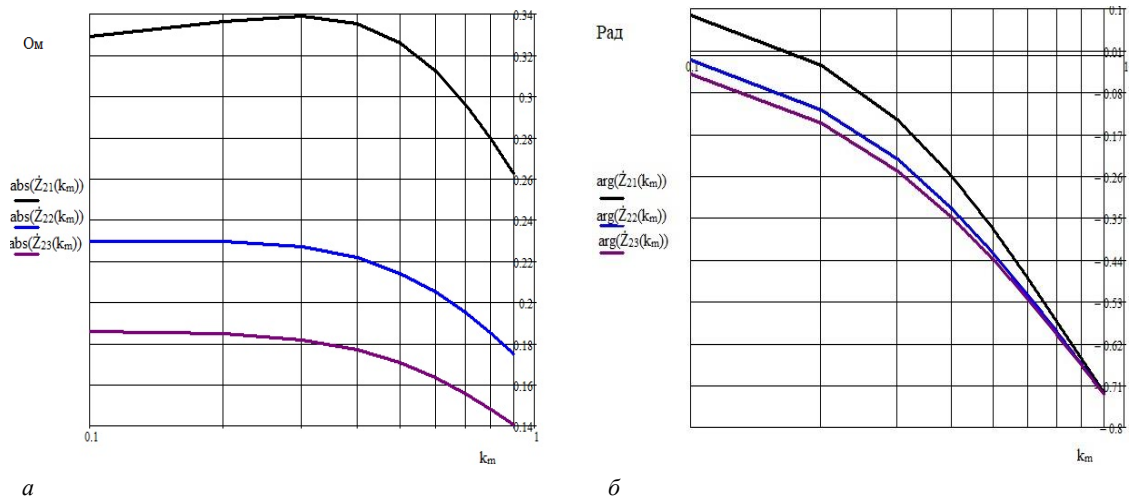 Ом
0.34
0.32
0.3
0.28
0.26
0.24
0.22
0.2
0.18
0.16
0.14
abs(Ż21(km))
abs(Ż22(km))
abs(Ż23(km))
0.1
1
km
а
Рад
0.1
0.01
-0.08
-0.17
-0.26
-0.35
-0.44
-0.53
-0.62
-0.71
-0.8
0.1
1
arg(Ż21(km))
arg(Ż22(km))
arg(Ż23(km))
km
б